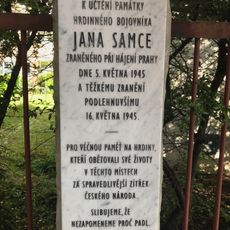 K UCTĚNÍ PAMÁTKY
HRDINNÉHO BOJOVNÍKA
JANA SAMCE
ZRANĚNÉHO PŘI HÁJENÍ PRAHY
DNE 5. KVĚTNA 1945
A TĚŽKÉMU ZRANĚNÍ
PODLEHNUVŠÍMU
16. KVĚTNA 1945.
PRO VĚČNOU PAMĚŤ NA HRDINY,
KTEŘÍ OBĚTOVALI SVÉ ŽIVOTY
V TĚCHTO MÍSTECH
ZA SPRAVEDLIVĚJŠÍ ZÍTŘEK
ČESKÉHO NÁRODA.
SLIBUJEME, ŽE
NEZAPOMENEME PROČ PADL.